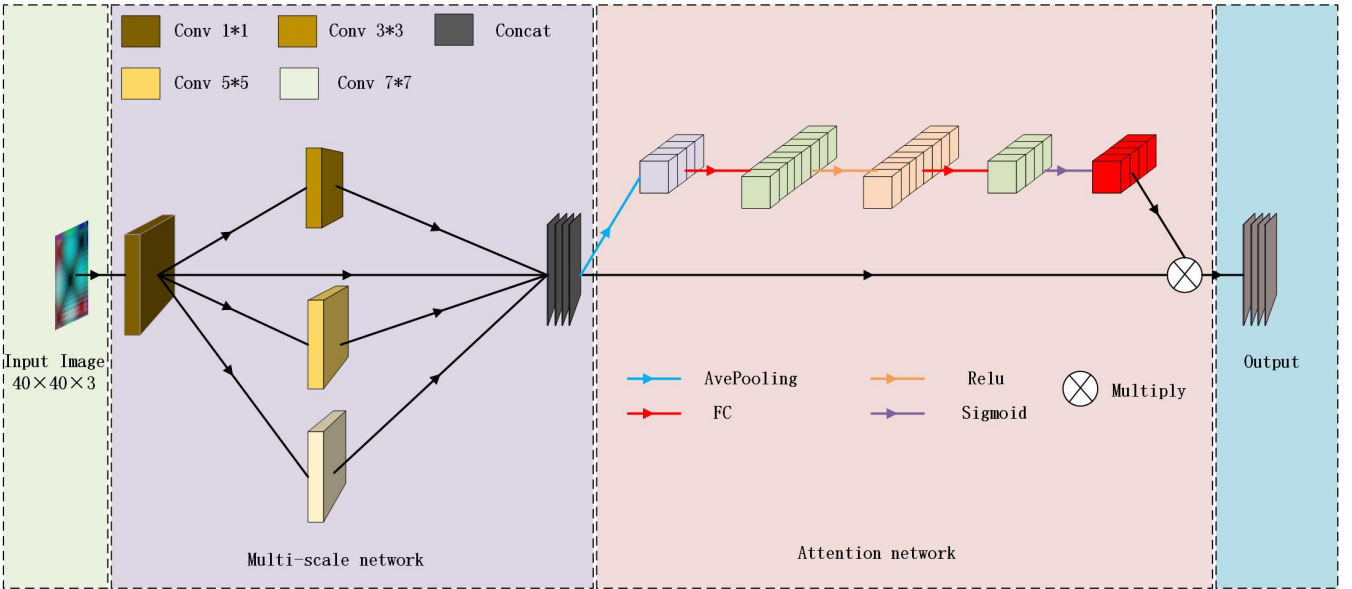 Conv 1*1
Conv 3*3
Concat
Conv 5*5
Conv 7*7
Input Image
40×40×3
Multi-scale network
AvePooling
Relu
FC
Sigmoid
Multiply
Attention network
Output